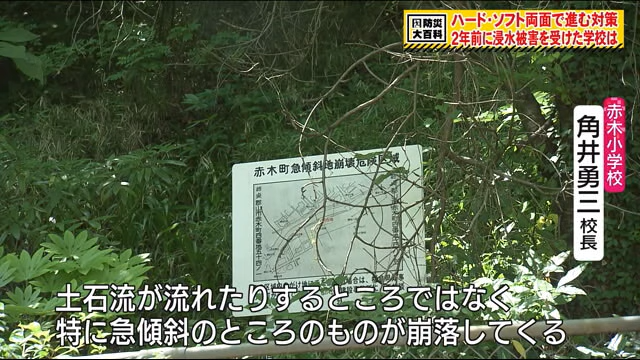 防災
大百科
ハード・ソフト両面で進む対策
2年前に浸水被害を受けた学校は
赤木小学校
角井勇三 校長
赤木町急傾斜地崩壊危険区域
土石流が流れたりするところではなく
特に急傾斜のところのものが崩落してくる